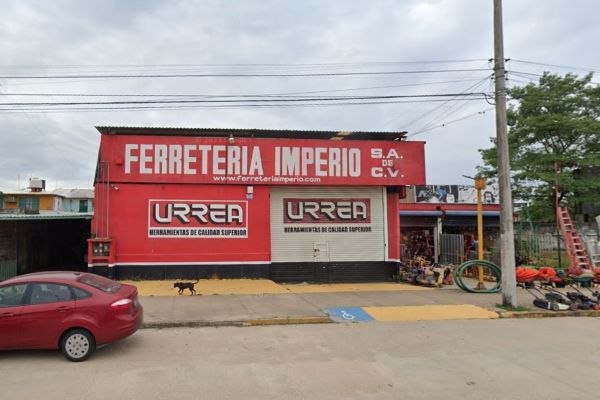 FERRETERIA IMPERIO S.A. DE C.V.
www.ferreteriaimperio.com
URREA
HERRAMIENTAS DE CALIDAD SUPERIOR
URREA
HERRAMIENTAS DE CALIDAD SUPERIOR